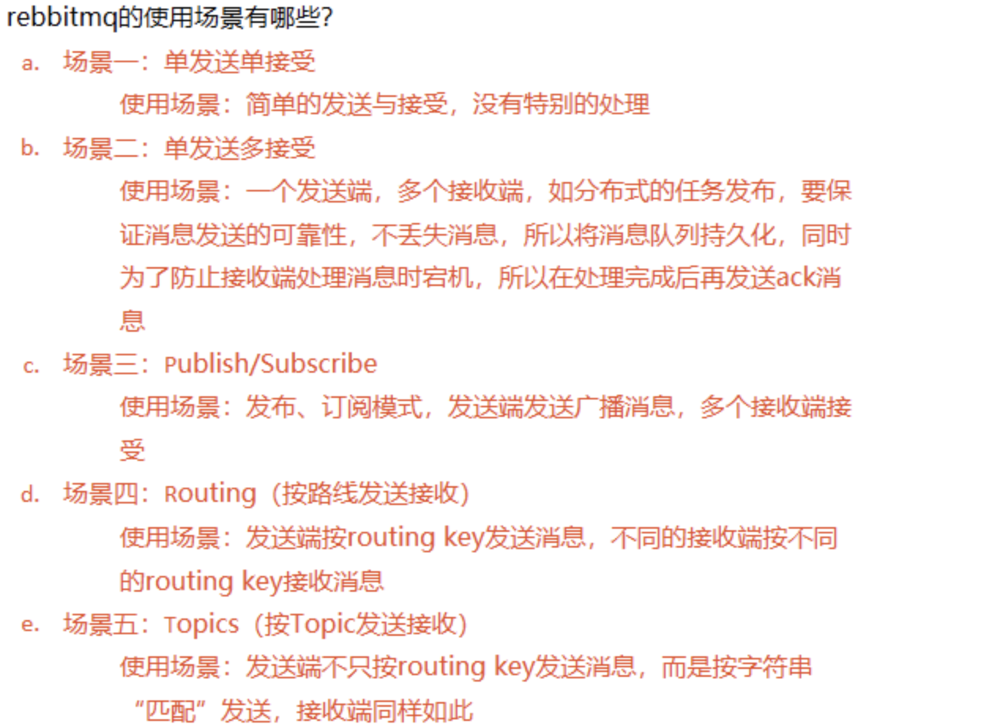 rebbitmq的使用场景有哪些?
a. 场景一：单发送单接受
使用场景：简单的发送与接受，没有特别的处理
b. 场景二：单发送多接受
使用场景：一个发送端，多个接收端，如分布式的任务发布，要保
证消息发送的可靠性，不丢失消息，所以将消息队列持久化，同时
为了防止接收端处理消息时宕机，所以在处理完成后再发送ack消
息
c. 场景三：Publish/Subscribe
使用场景：发布、订阅模式，发送端发送广播消息，多个接收端接
受
d. 场景四：Routing（按路线发送接收）
使用场景：发送端按routing key发送消息，不同的接收端按不同
的routing key接收消息
e. 场景五：Topics（按Topic发送接收）
使用场景：发送端不只按routing key发送消息，而是按字符串
“匹配”发送，接收端同样如此